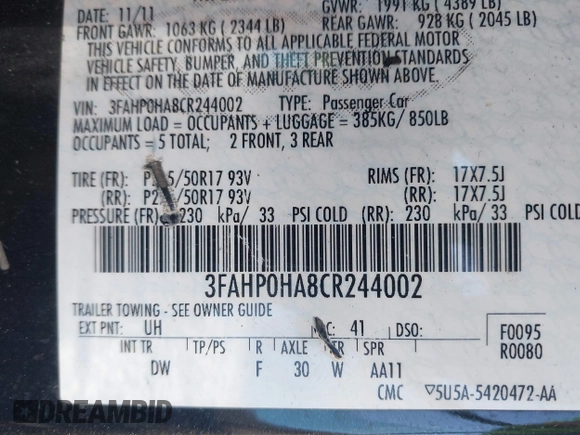 DATE: 11/11
GVWR: 1991 KG ( 4389 LB)
FRONT GAWR: 1063 KG ( 2344 LB)
REAR GAWR: 928 KG ( 2045 LB)
THIS VEHICLE CONFORMS TO ALL APPLICABLE FEDERAL MOTOR
VEHICLE SAFETY, BUMPER, AND THEFT PREVENTION STANDARDS
IN EFFECT ON THE DATE OF MANUFACTURE SHOWN ABOVE.
VIN: 3FAHP0HA8CR244002 TYPE: Passenger Car
MAXIMUM LOAD = OCCUPANTS + LUGGAGE = 385KG/ 850LB
OCCUPANTS = 5 TOTAL; 2 FRONT, 3 REAR
TIRE (FR): 5/50R17 93V RIMS (FR): 17X7.5J
(RR): 50R17 93V (RR): 17X7.5J
PRESSURE (FR) 230 kPa/ 33 PSI COLD (RR): 230 kPa/ 33 PSI COLD
3FAHP0HA8CR244002
TRAILER TOWING - SEE OWNER GUIDE
EXT PNT: UH C: 41 DSO: F0095
R0080
INT TR TP/PS R AXLE TR SPR
DW F 30 W AA11
CMC ▽5U5A-5420472-AA
DREAMBID